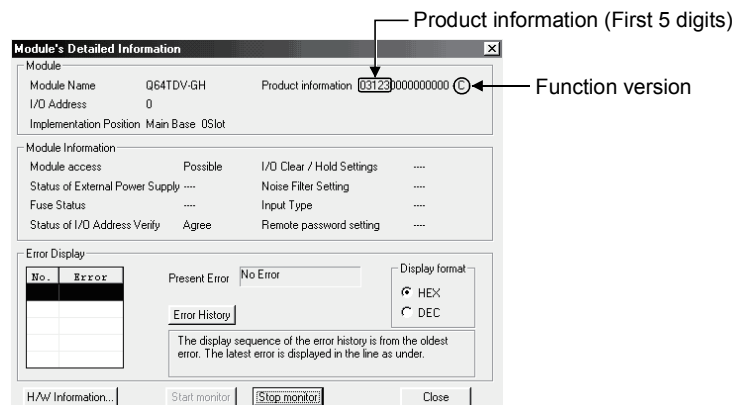 Product information (First 5 digits)
Module's Detailed Information
Module
Module Name Q64TDV-GH Product information 031230000000000 C
Function version
I/O Address 0
Implementation Position Main Base 0Slot
Module Information
Module access Possible I/O Clear / Hold Settings ----
Status of External Power Supply ---- Noise Filter Setting ----
Fuse Status ---- Input Type ----
Status of I/O Address Verify Agree Remote password setting ----
Error Display
No. Error
Present Error No Error
Display format
HEX
DEC
Error History
The display sequence of the error history is from the oldest
error. The latest error is displayed in the line as under.
H/W Information... Start monitor Stop monitor Close